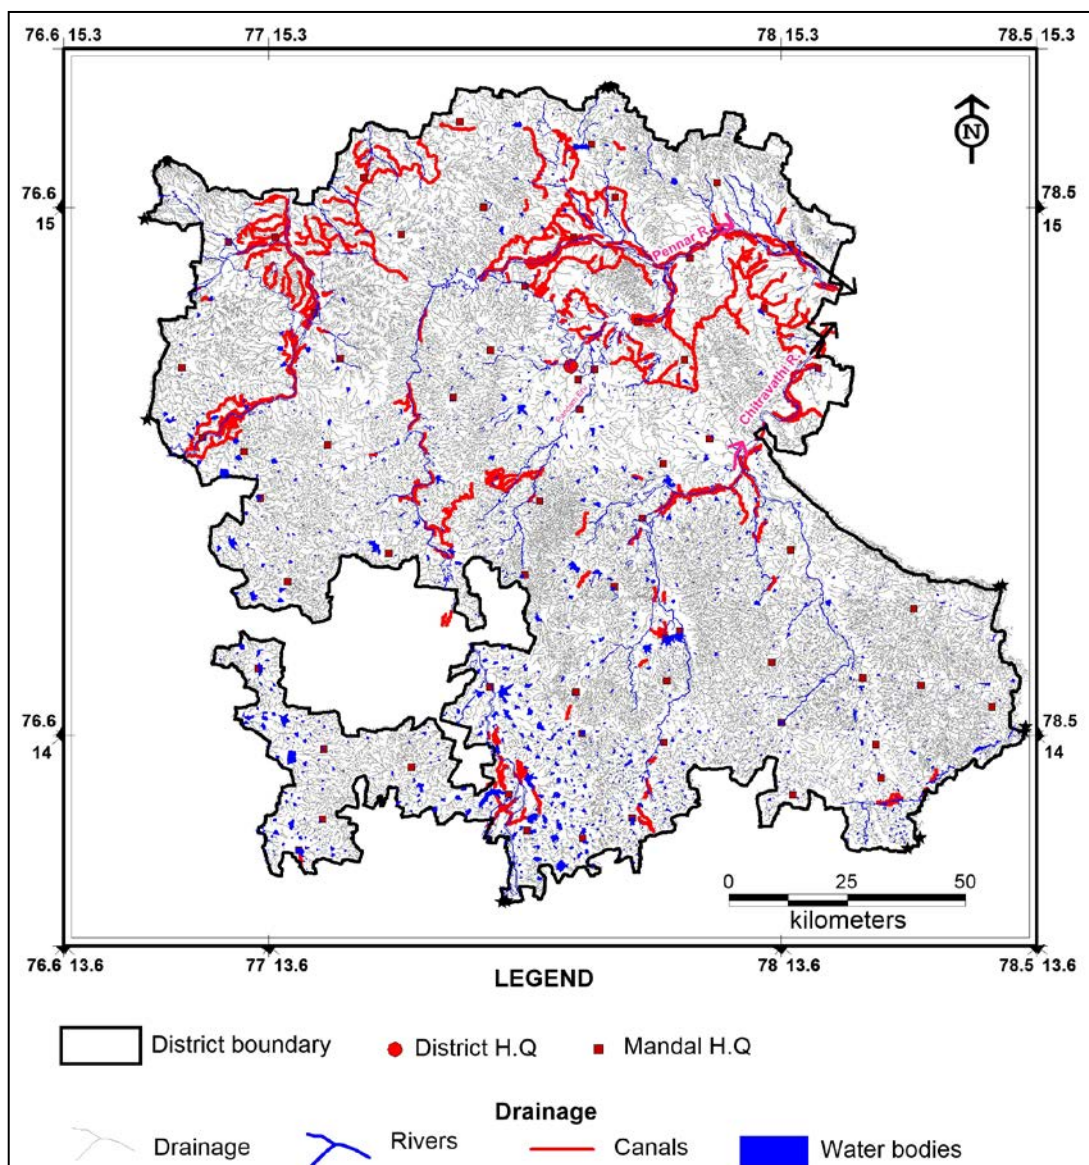 76.6 15.3
77 15.3
78 15.3
78.5 15.3
N
76.6
15
78.5
15
Pennar R
Chitravathi R
76.6
14
78.5
14
0 25 50
kilometers
76.6 13.6
77 13.6
78 13.6
78.5 13.6
LEGEND
District boundary
District H.Q
Mandal H.Q
Drainage
Drainage
Rivers
Canals
Water bodies